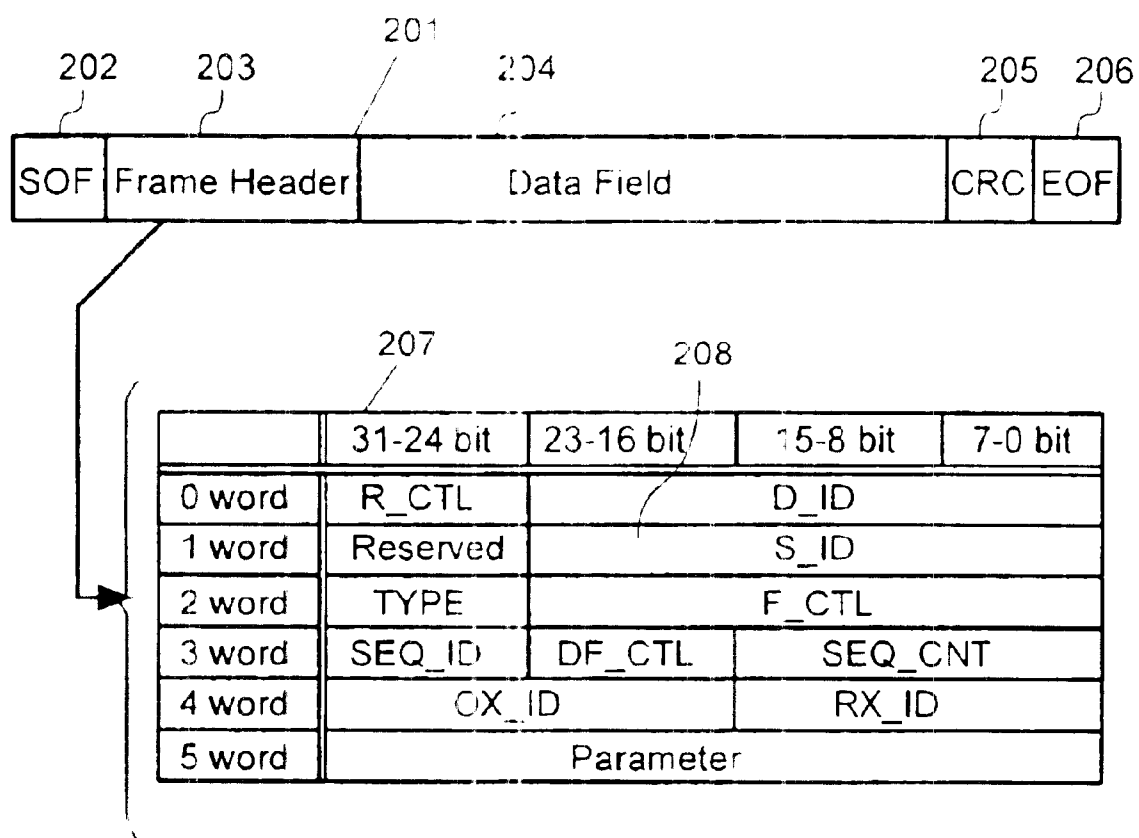 201
202 203 204 205 206
SOF Frame Header Data Field CRC EOF
207 208
31-24 bit 23-16 bit 15-8 bit 7-0 bit
0 word R_CTL D_ID
1 word Reserved S_ID
2 word TYPE F_CTL
3 word SEQ_ID DF_CTL SEQ_CNT
4 word OX_ID RX_ID
5 word Parameter